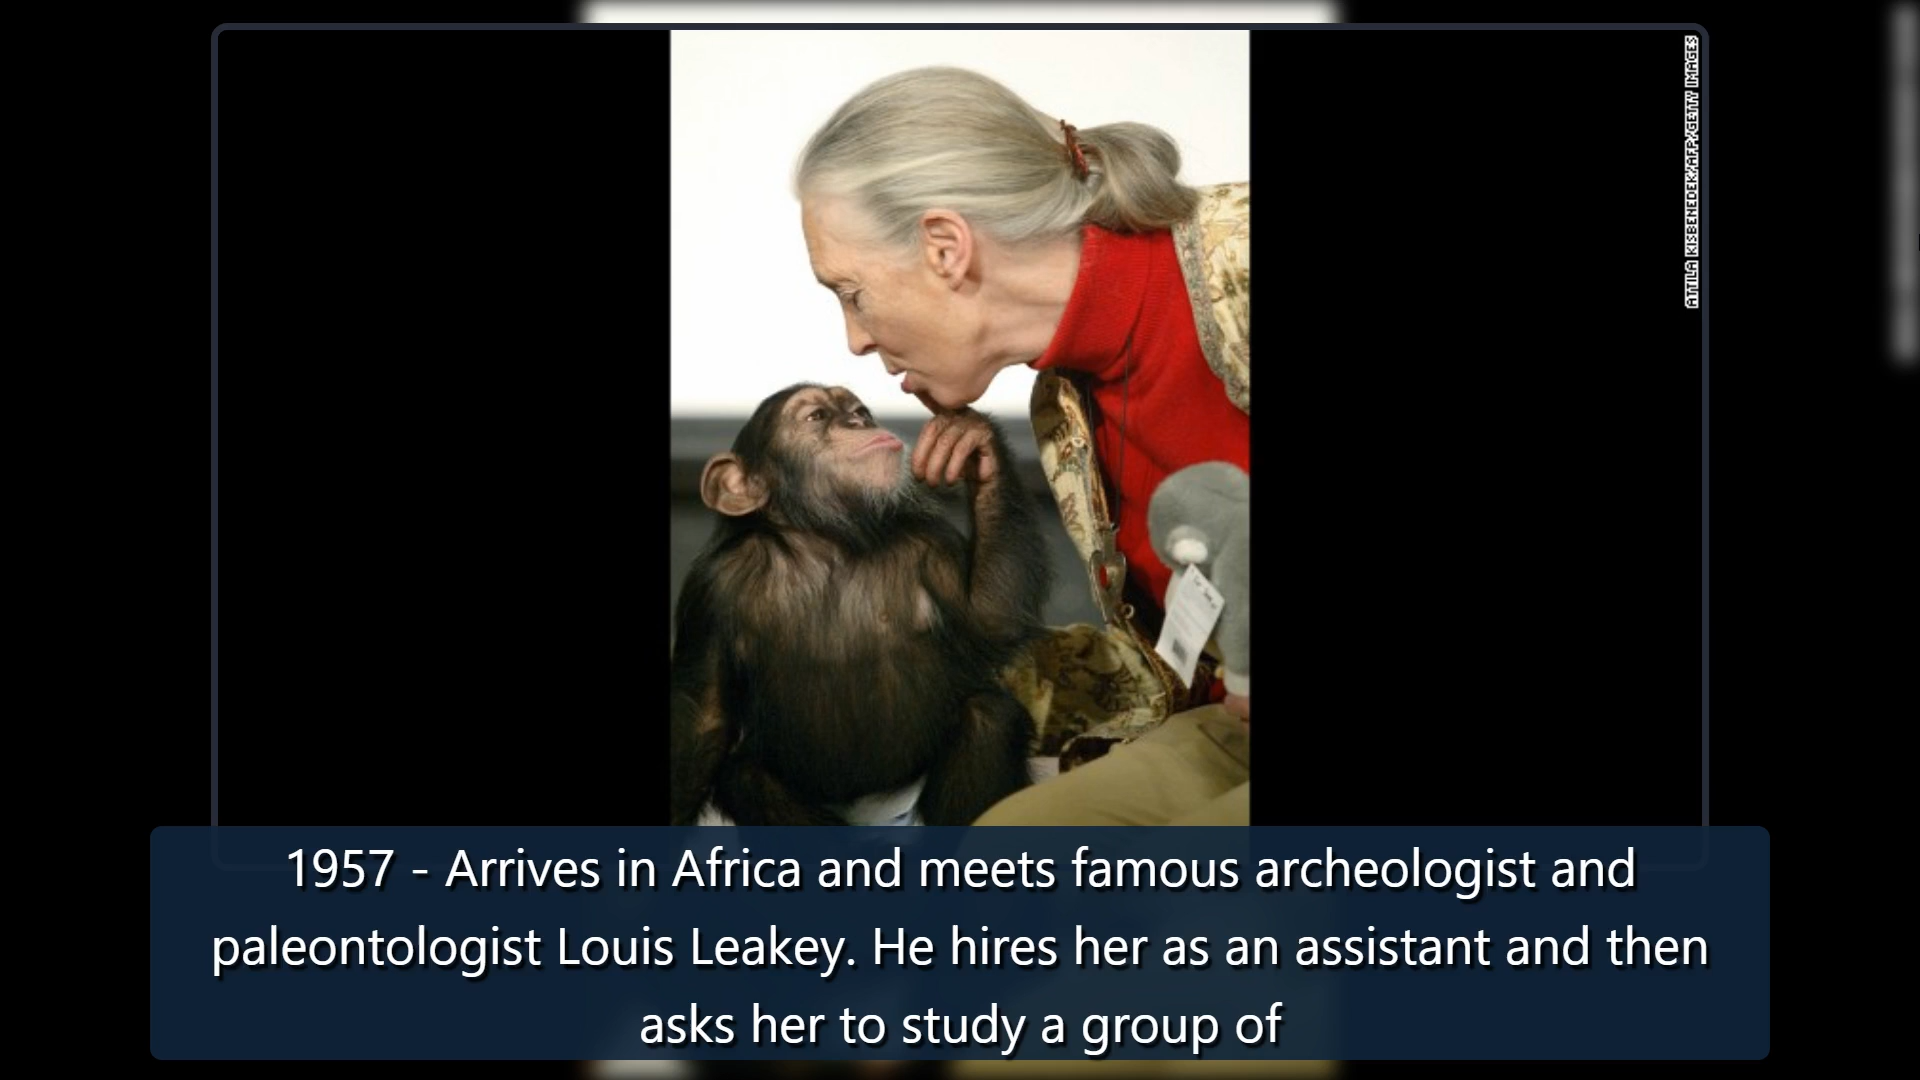 ATTILA KISBENEDEK/AFP/GETTY IMAGES
1957 - Arrives in Africa and meets famous archeologist and
paleontologist Louis Leakey. He hires her as an assistant and then
asks her to study a group of